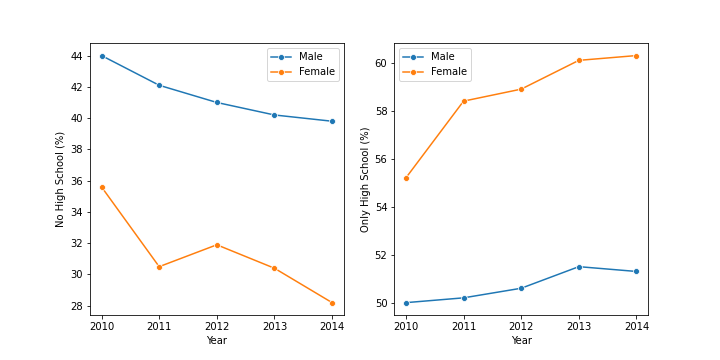 44
42
40
38
36
34
32
30
28
No High School (%)
Male
Female
2010 2011 2012 2013 2014
Year
60
58
56
54
52
50
Only High School (%)
Male
Female
2010 2011 2012 2013 2014
Year